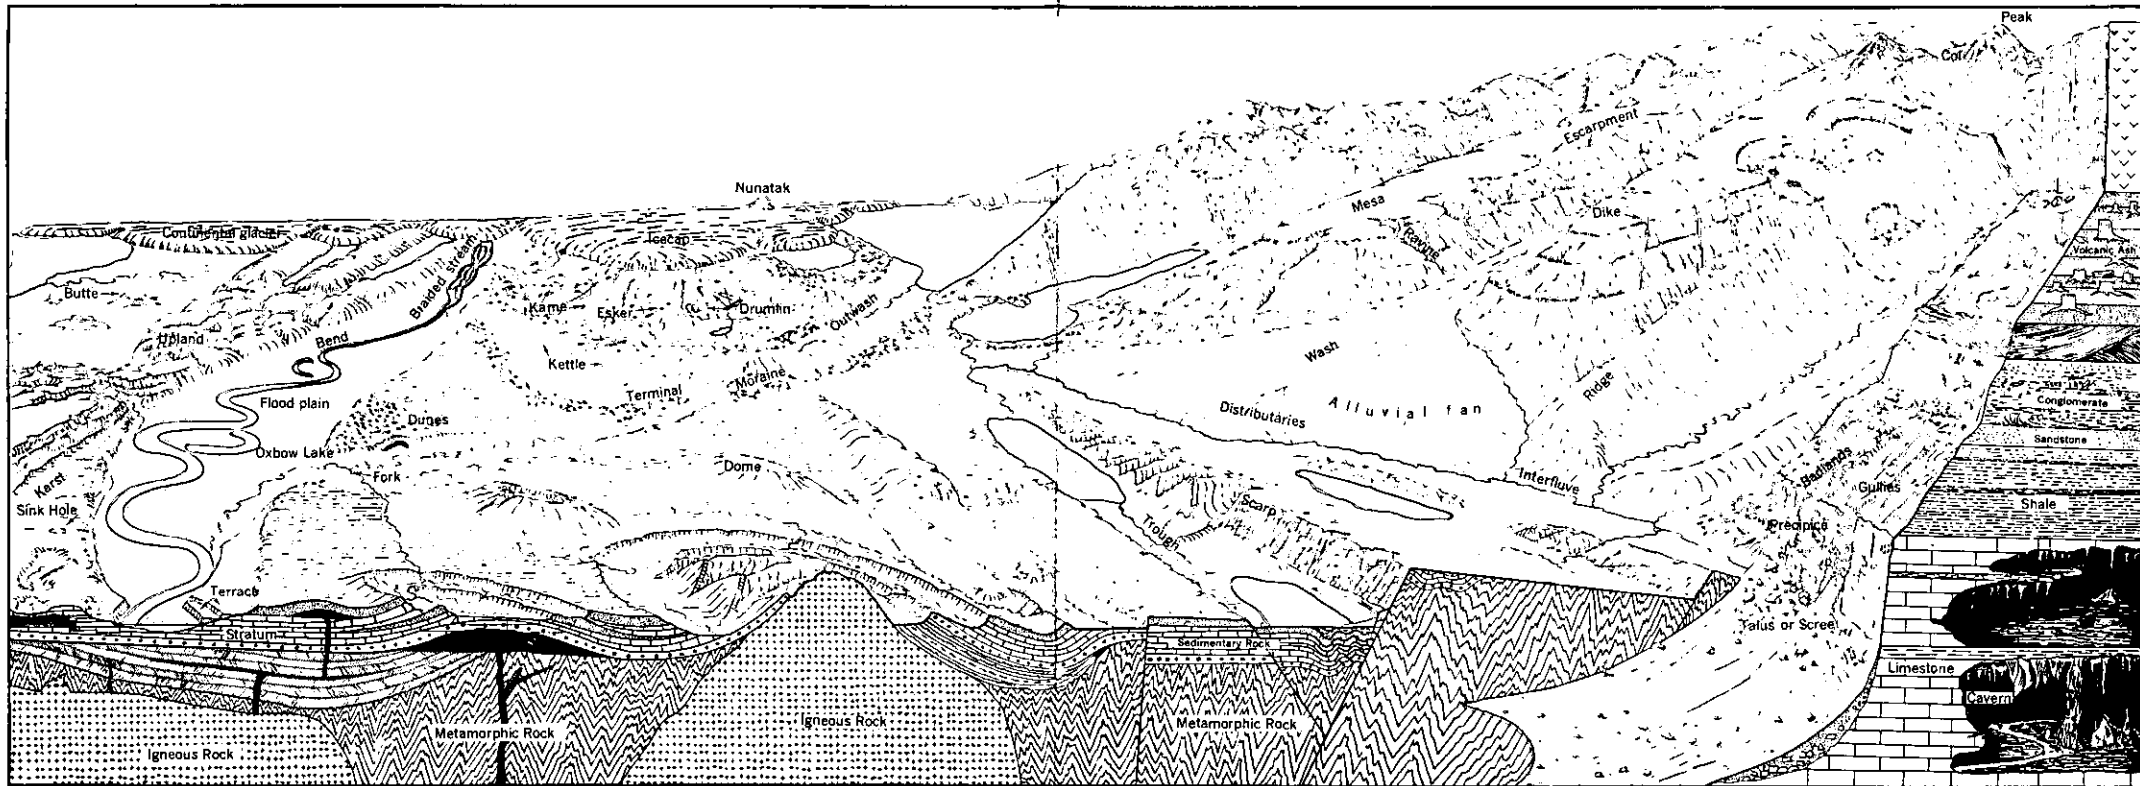 Peak
Col
Escarpment
Nunatak
Mesa
Dike
Ravine
Continental glacier
Icecap
Braided stream
Volcanic Ash
Butte
Kame
Esker
Drumlin
Outwash
Upland
Bend
Kettle
Wash
Terminal
Moraine
Ridge
Flood plain
Dunes
Distributaries
Alluvial fan
Conglomerate
Sandstone
Oxbow Lake
Fork
Dome
Interfluve
Badlands
Gullies
Karst
Sink Hole
Scarp
Trough
Precipice
Shale
Terrace
Stratum
Sedimentary Rock
Talus or Scree
Limestone
Cavern
Igneous Rock
Metamorphic Rock
Igneous Rock
Metamorphic Rock